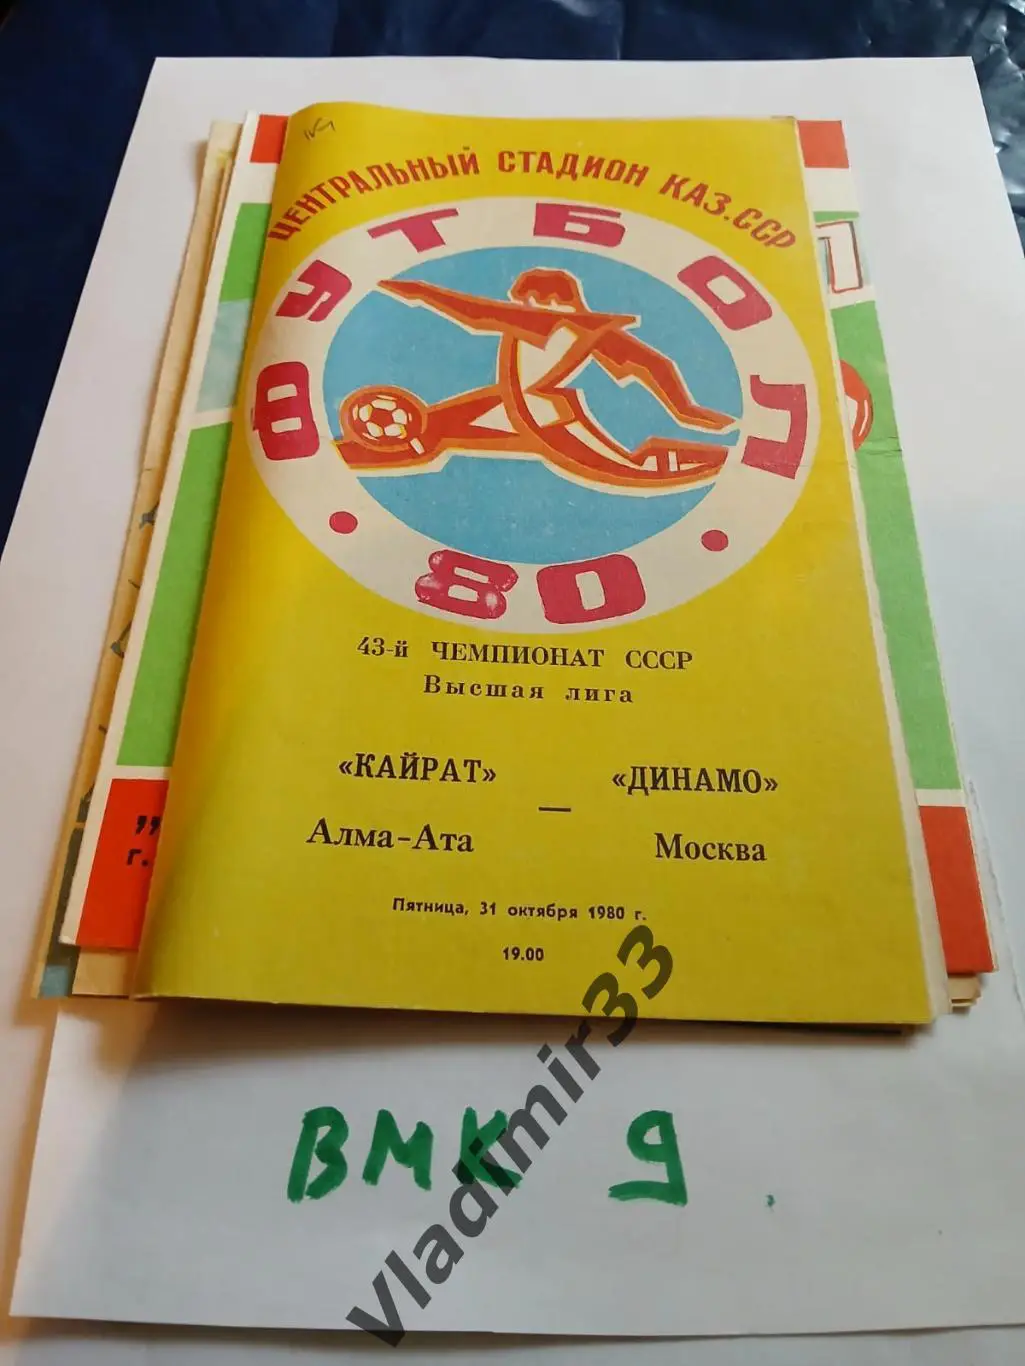 ЦЕНТРАЛЬНЫЙ СТАДИОН КАЗ.ССР
ФУТБОЛ
• 80 •
43-й ЧЕМПИОНАТ СССР
Высшая лига
«КАЙРАТ» — «ДИНАМО»
Алма-Ата Москва
Пятница, 31 октября 1980 г.
19.00
„
г.
Л
ВМК 9.
Vladimir33